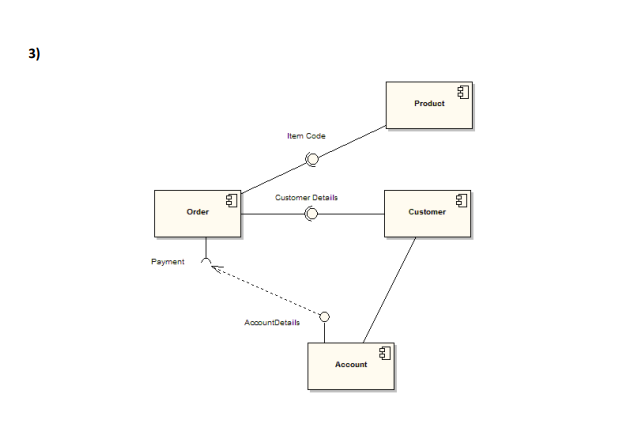 3)
Product
Item Code
Customer Details
Order
Customer
Payment
AccountDetails
Account